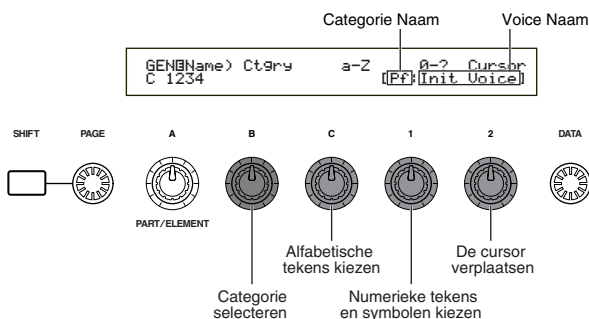 Categorie Naam Voice Naam
GEN Name) Ctgry a-Z 0-? Cursor
C 1234 [Pf:Init Voice]
SHIFT PAGE A B C 1 2 DATA
PART/ELEMENT
Alfabetische
tekens kiezen
De cursor
verplaatsen
Categorie
selecteren
Numerieke tekens
en symbolen kiezen